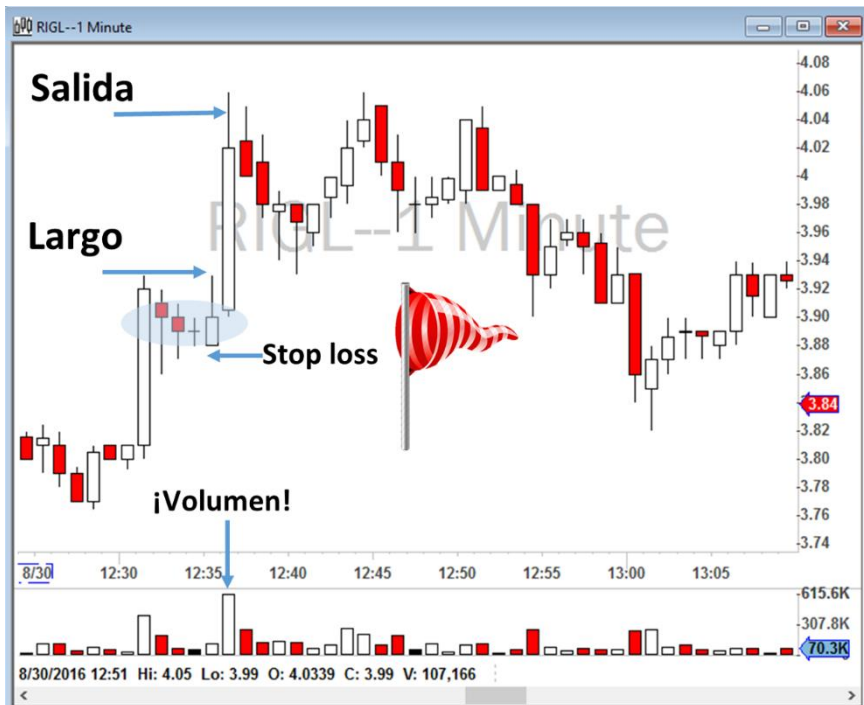 RIGL--1 Minute
Salida
Largo
Stop loss
¡Volumen!
RIGL--1 Minute
4.08
4.06
4.04
4.02
4
3.98
3.96
3.94
3.92
3.90
3.88
3.86
3.84
3.82
3.80
3.78
3.76
3.74
8/30 12:30 12:35 12:40 12:45 12:50 12:55 13:00 13:05
615.6K
307.8K
70.3K
8/30/2016 12:51 Hi: 4.05 Lo: 3.99 O: 4.0339 C: 3.99 V: 107,166